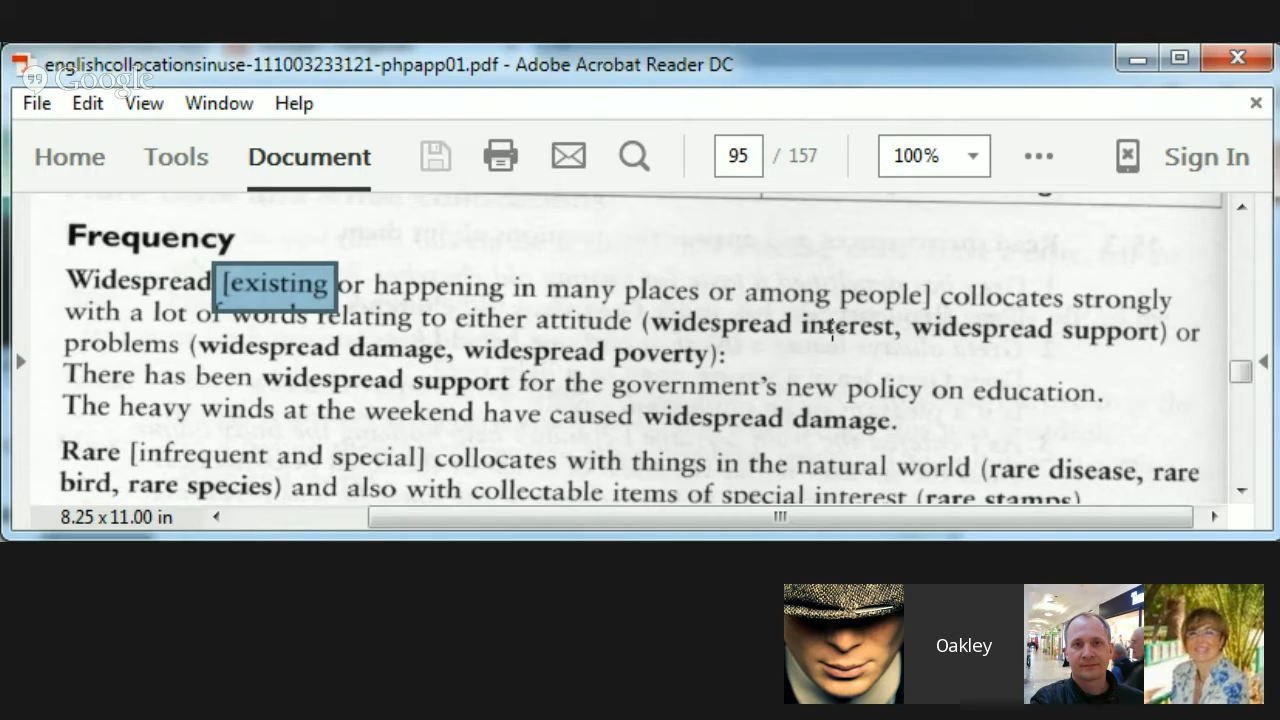 englishcollocationsinuse-111003233121-phpapp01.pdf - Adobe Acrobat Reader DC
Google
File Edit View Window Help
Home Tools Document 95 / 157 100% Sign In
Frequency
Widespread [existing or happening in many places or among people] collocates strongly
with a lot of words relating to either attitude (widespread interest, widespread support) or
problems (widespread damage, widespread poverty):
There has been widespread support for the government's new policy on education.
The heavy winds at the weekend have caused widespread damage.
Rare [infrequent and special] collocates with things in the natural world (rare disease, rare
bird, rare species) and also with collectable items of special interest (rare stamps)
8.25 x 11.00 in
Oakley